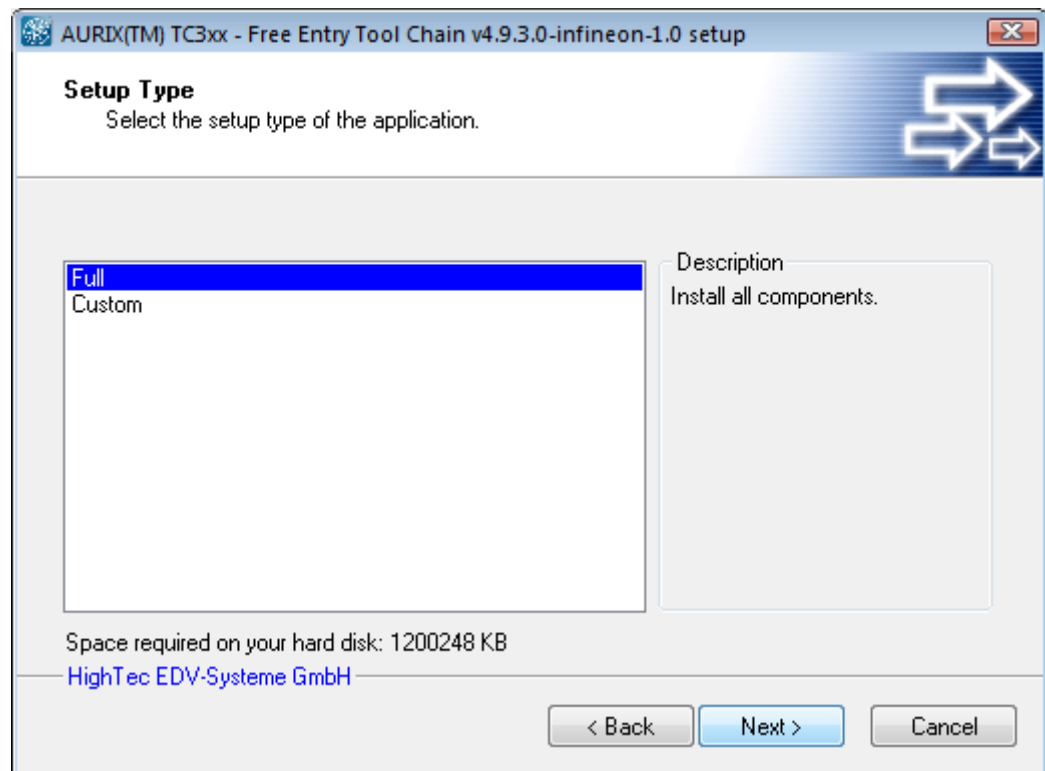 AURIX(TM) TC3xx - Free Entry Tool Chain v4.9.3.0-infineon-1.0 setup
Setup Type
Select the setup type of the application.
Full
Custom
Description
Install all components.
Space required on your hard disk: 1200248 KB
HighTec EDV-Systeme GmbH
< Back
Next >
Cancel